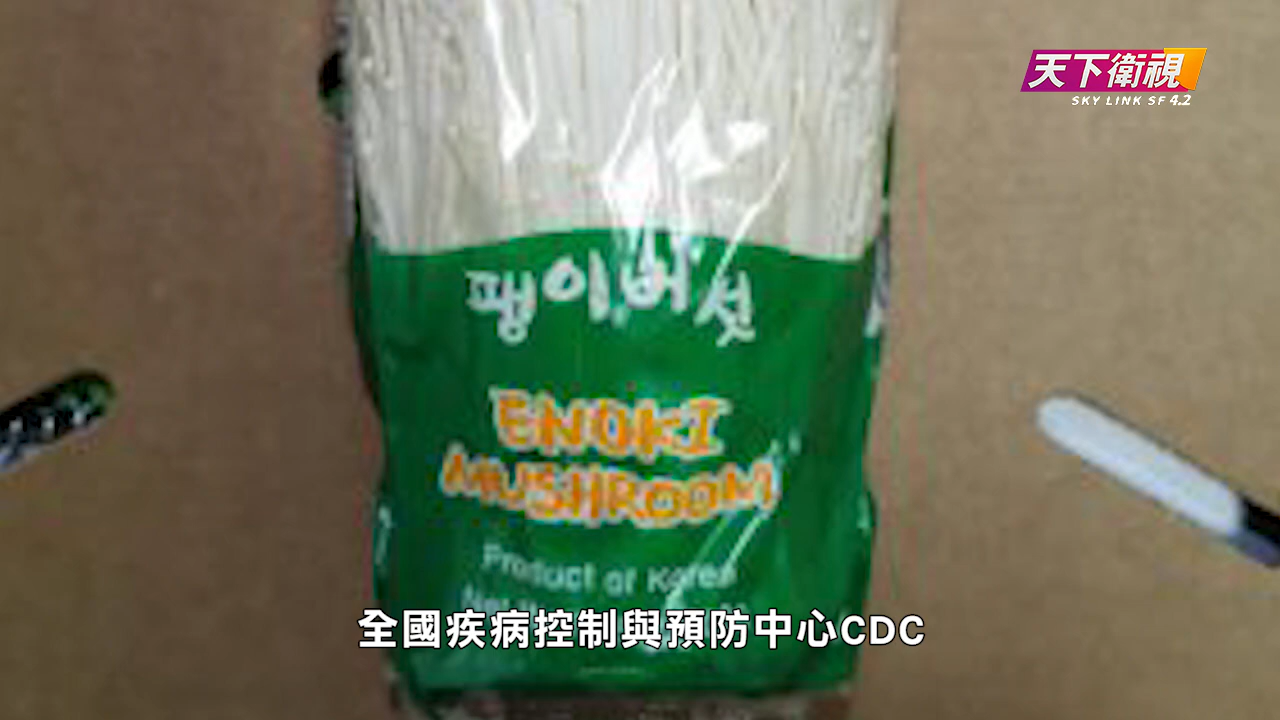 天下衛視
SKY LINK SF 4.2
팽이버섯
ENOKI
MUSHROOM
Product of Korea
全國疾病控制與預防中心CDC